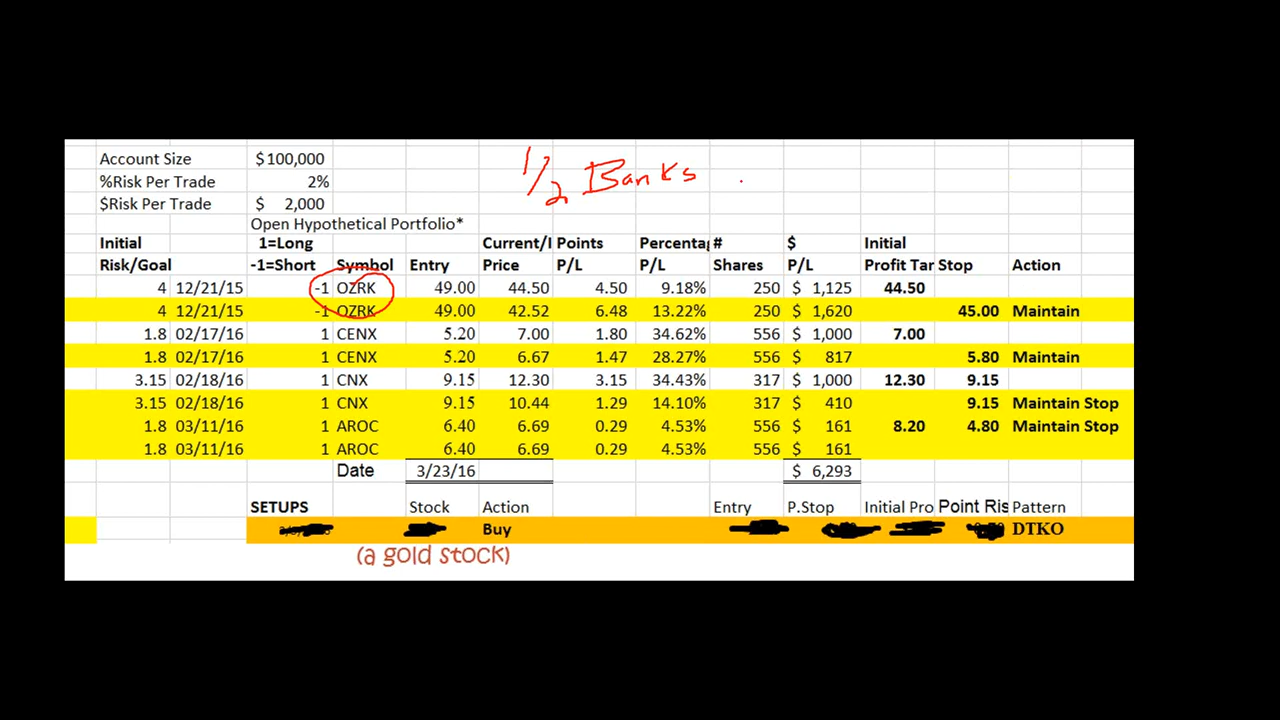 Account Size $100,000
%Risk Per Trade 2%
$Risk Per Trade $ 2,000
1/2 Banks
Open Hypothetical Portfolio*
Initial 1=Long Current/I Points Percentag # $ Initial
Risk/Goal -1=Short Symbol Entry Price P/L P/L Shares P/L Profit Tar Stop Action
4 12/21/15 -1 OZRK 49.00 44.50 4.50 9.18% 250 $ 1,125 44.50
4 12/21/15 -1 OZRK 49.00 42.52 6.48 13.22% 250 $ 1,620 45.00 Maintain
1.8 02/17/16 1 CENX 5.20 7.00 1.80 34.62% 556 $ 1,000 7.00
1.8 02/17/16 1 CENX 5.20 6.67 1.47 28.27% 556 $ 817 5.80 Maintain
3.15 02/18/16 1 CNX 9.15 12.30 3.15 34.43% 317 $ 1,000 12.30 9.15
3.15 02/18/16 1 CNX 9.15 10.44 1.29 14.10% 317 $ 410 9.15 Maintain Stop
1.8 03/11/16 1 AROC 6.40 6.69 0.29 4.53% 556 $ 161 8.20 4.80 Maintain Stop
1.8 03/11/16 1 AROC 6.40 6.69 0.29 4.53% 556 $ 161
Date 3/23/16 $ 6,293
SETUPS Stock Action Entry P.Stop Initial Pro Point Ris Pattern
Buy DTKO
(a gold stock)